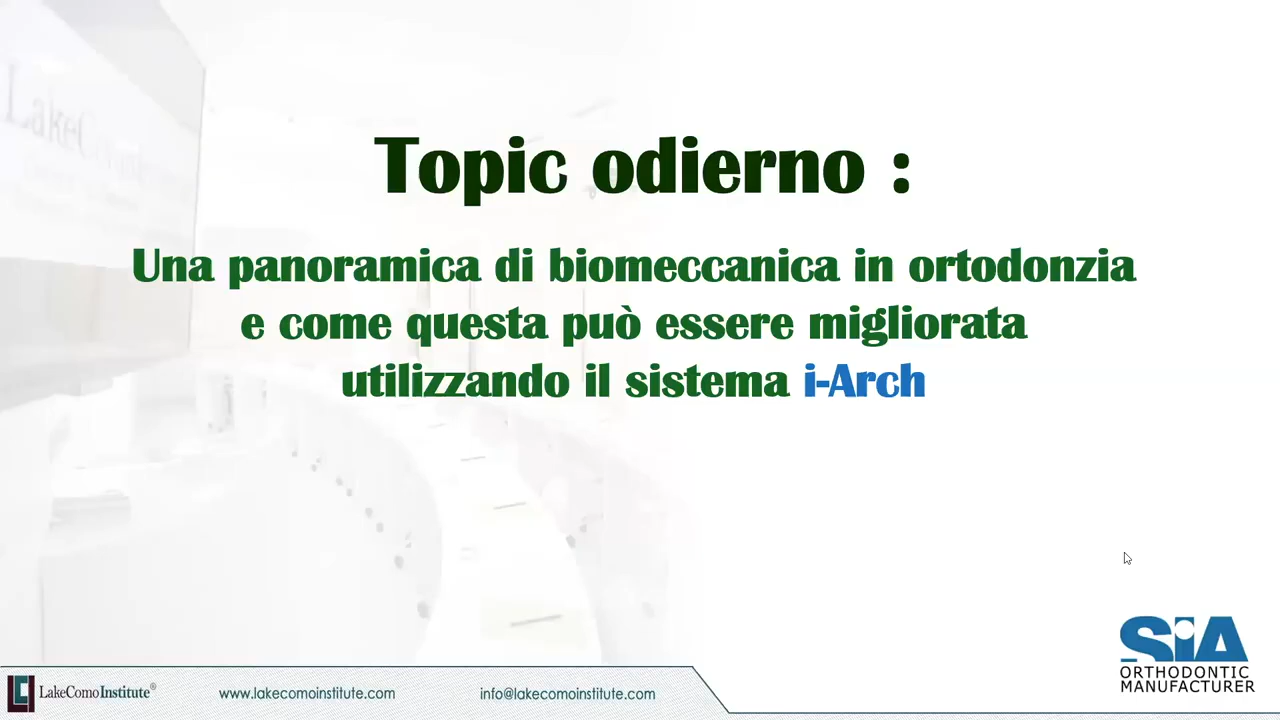 Topic odierno :
Una panoramica di biomeccanica in ortodonzia
e come questa può essere migliorata
utilizzando il sistema i-Arch
SiA
ORTHODONTIC
MANUFACTURER
LakeComoInstitute®
www.lakecomoinstitute.com
info@lakecomoinstitute.com